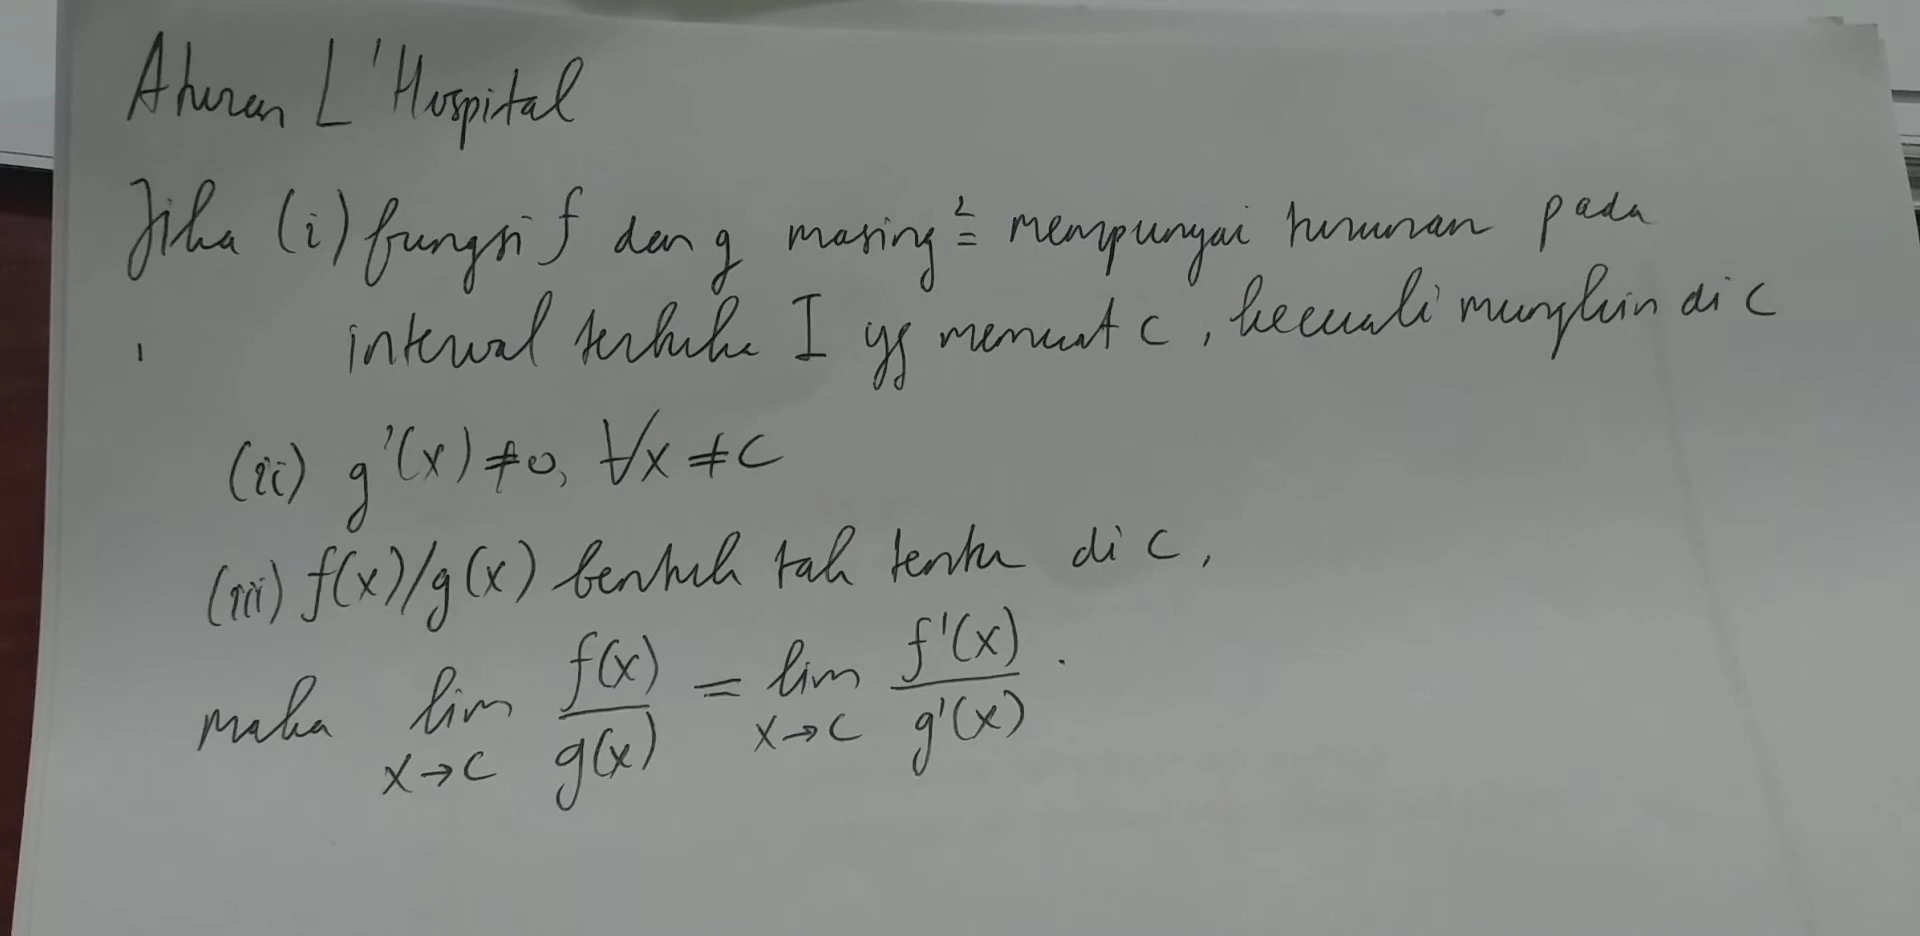 Aturan L'Hospital
Jika (i) fungsi f dan g masing² mempunyai turunan pada
interval terbuka I yg memuat c, kecuali mungkin di c
(ii) g'(x) ≠ 0, ∀x ≠ c
(iii) f(x)/g(x) bentuk tak tentu di c,
maka lim x→c f(x)/g(x) = lim x→c f'(x)/g'(x).